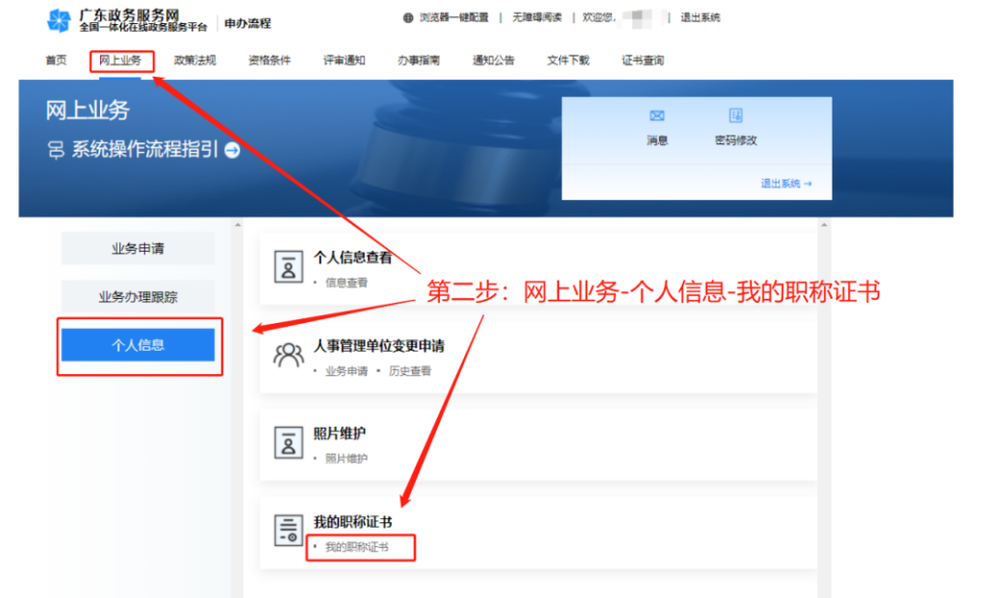 广东政务服务网
全国一体化在线政务服务平台
申办流程
浏览器一键配置 | 无障碍阅读 | 欢迎您, | 退出系统
首页 网上业务 政策法规 资格条件 评审通知 办事指南 通知公告 文件下载 证书查询
网上业务
系统操作流程指引
消息 密码修改
退出系统 →
业务申请
业务办理跟踪
个人信息
个人信息查看
· 信息查看
第二步：网上业务-个人信息-我的职称证书
人事管理单位变更申请
· 业务申请 · 历史查看
照片维护
· 照片维护
我的职称证书
· 我的职称证书